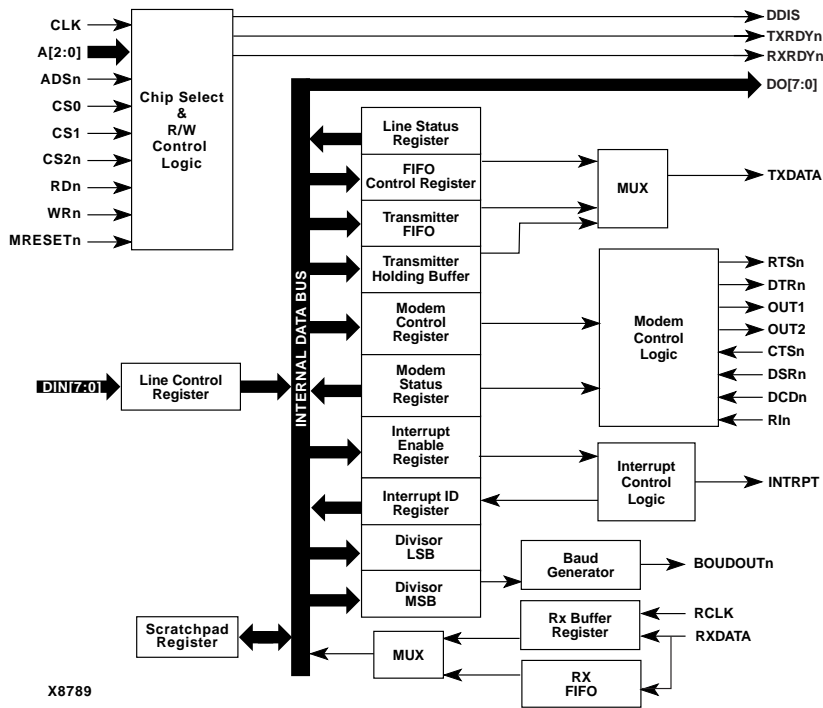 CLK
A[2:0]
ADSn
CS0
CS1
CS2n
RDn
WRn
MRESETn
Chip Select
&
R/W
Control
Logic
DDIS
TXRDYn
RXRDYn
DO[7:0]
INTERNAL DATA BUS
Line Status
Register
FIFO
Control Register
Transmitter
FIFO
Transmitter
Holding Buffer
Modem
Control
Register
Modem
Status
Register
Interrupt
Enable
Register
Interrupt ID
Register
Divisor
LSB
Divisor
MSB
MUX
TXDATA
Modem
Control
Logic
RTSn
DTRn
OUT1
OUT2
CTSn
DSRn
DCDn
RIn
DIN[7:0]
Line Control
Register
Interrupt
Control
Logic
INTRPT
Baud
Generator
BOUDOUTn
Rx Buffer
Register
RCLK
RXDATA
Scratchpad
Register
MUX
RX
FIFO
X8789